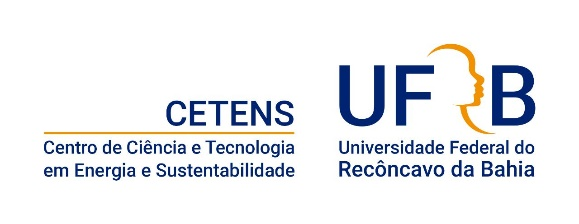 CETENS
Centro de Ciência e Tecnologia
em Energia e Sustentabilidade
UFRB
Universidade Federal do
Recôncavo da Bahia